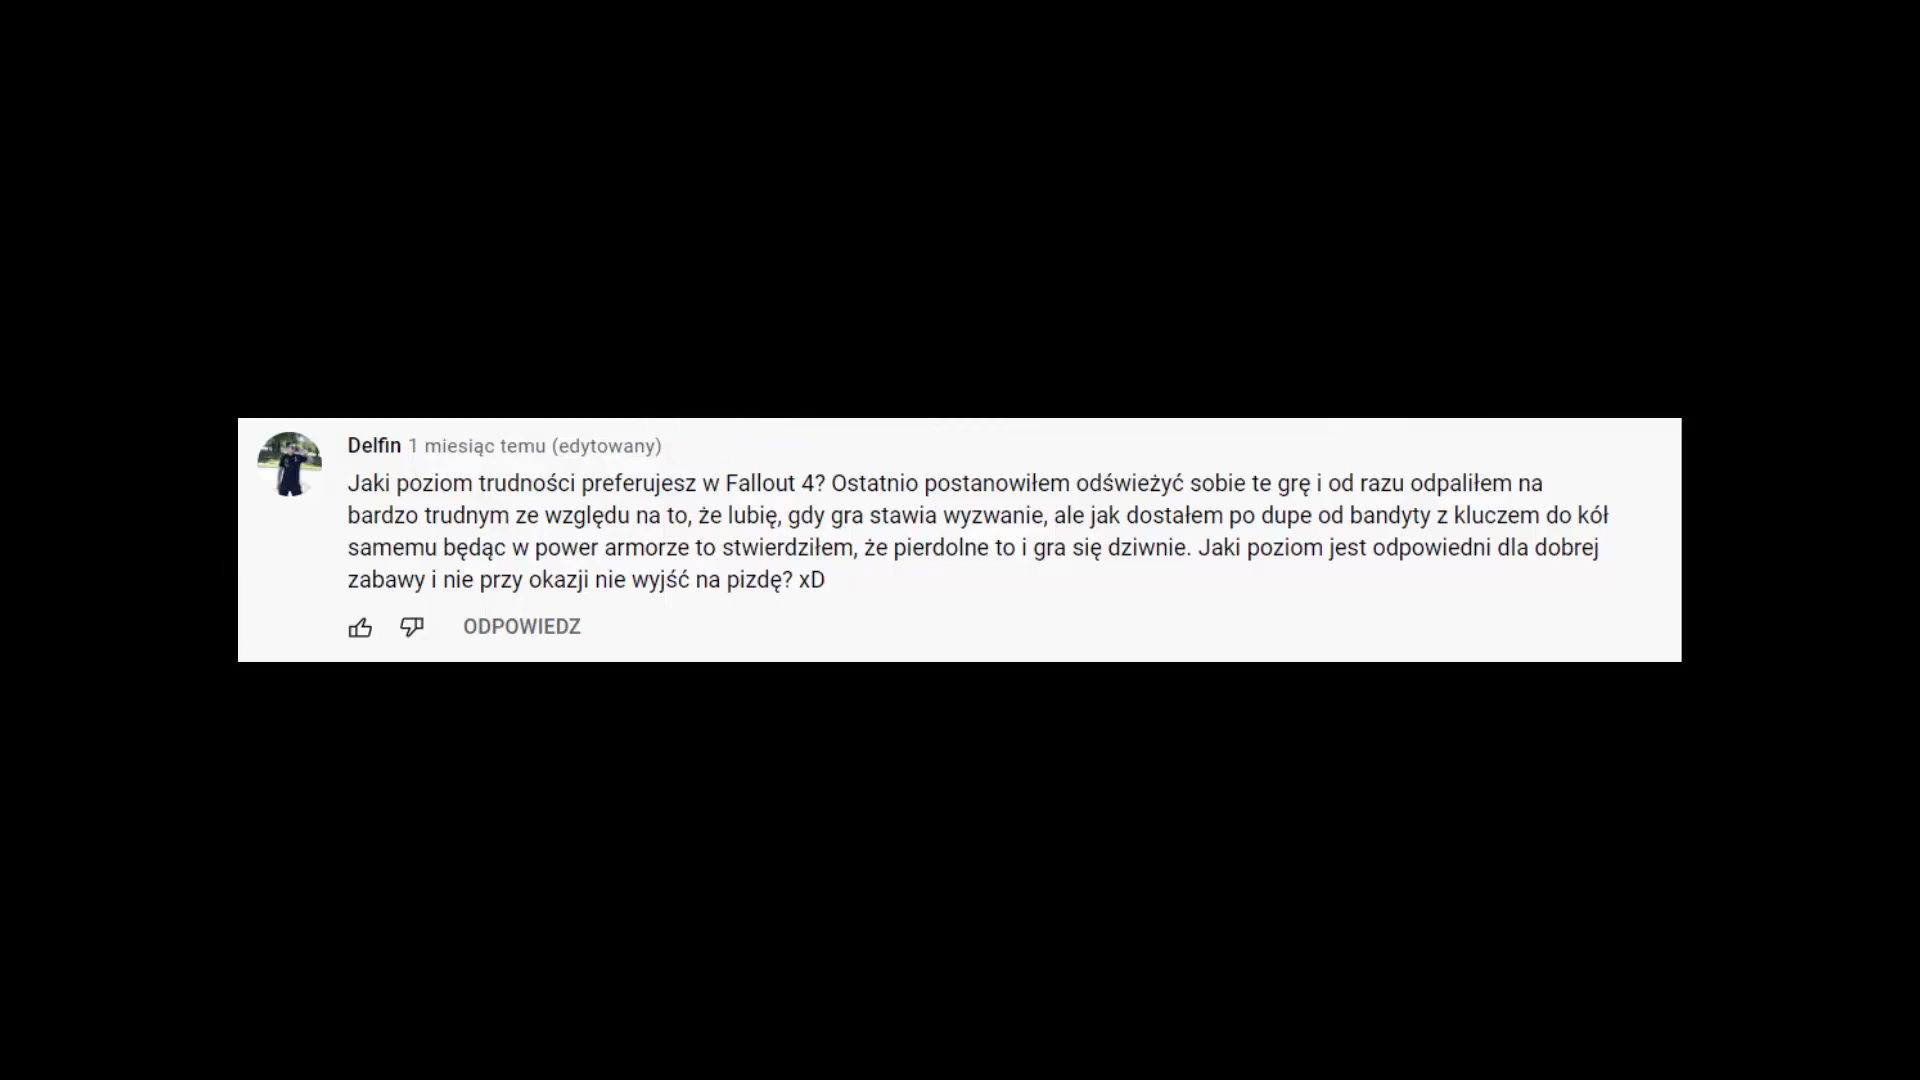 Delfin 1 miesiąc temu (edytowany)
Jaki poziom trudności preferujesz w Fallout 4? Ostatnio postanowiłem odświeżyć sobie te grę i od razu odpaliłem na
bardzo trudnym ze względu na to, że lubię, gdy gra stawia wyzwanie, ale jak dostałem po dupe od bandyty z kluczem do kół
samemu będąc w power armorze to stwierdziłem, że pierdolne to i gra się dziwnie. Jaki poziom jest odpowiedni dla dobrej
zabawy i nie przy okazji nie wyjść na pizdę? xD
ODPOWIEDZ